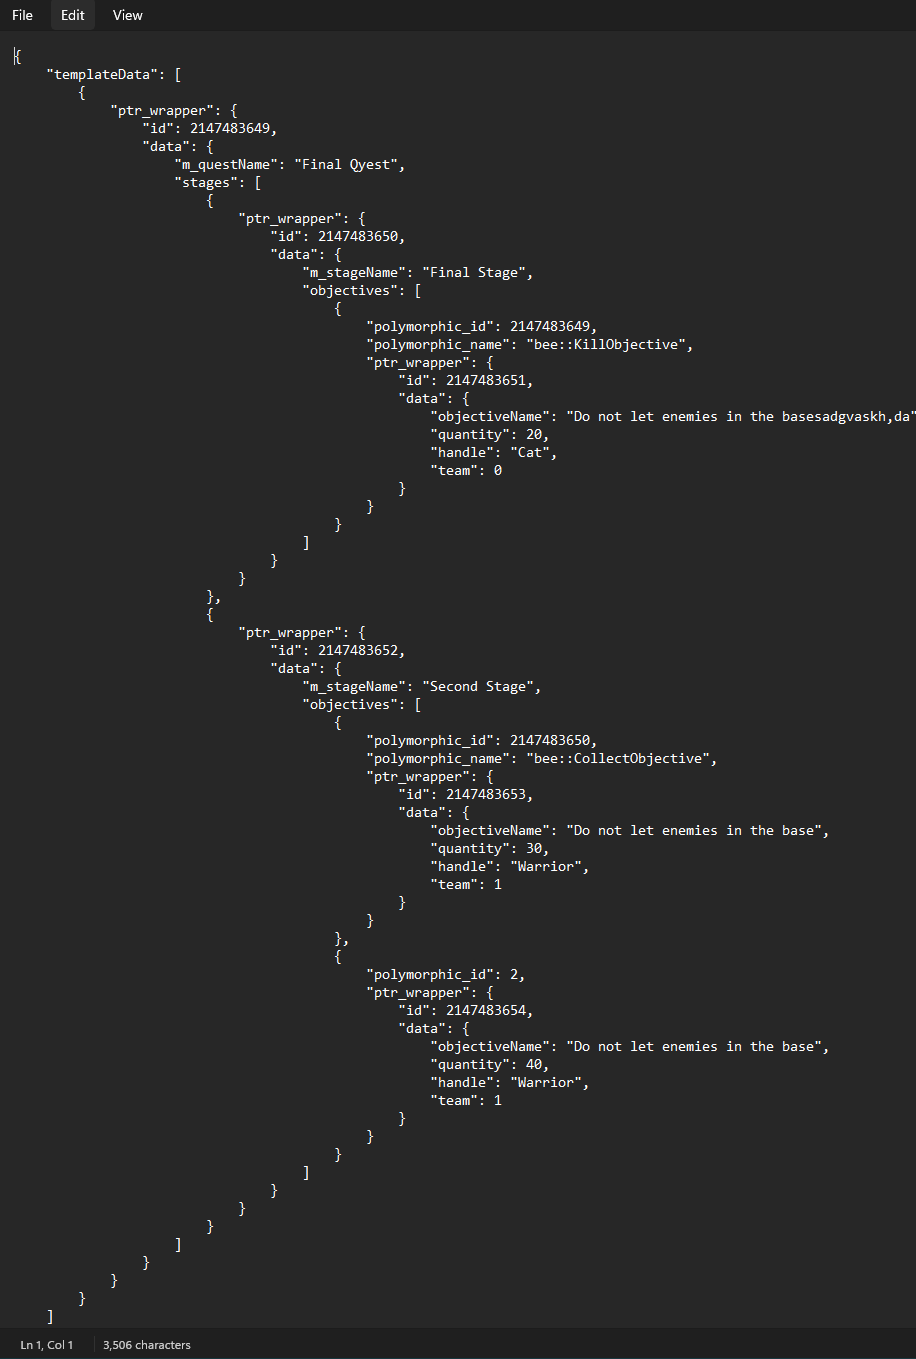 File Edit View
{
    "templateData": [
        {
            "ptr_wrapper": {
                "id": 2147483649,
                "data": {
                    "m_questName": "Final Qyest",
                    "stages": [
                        {
                            "ptr_wrapper": {
                                "id": 2147483650,
                                "data": {
                                    "m_stageName": "Final Stage",
                                    "objectives": [
                                        {
                                            "polymorphic_id": 2147483649,
                                            "polymorphic_name": "bee::KillObjective",
                                            "ptr_wrapper": {
                                                "id": 2147483651,
                                                "data": {
                                                    "objectiveName": "Do not let enemies in the basesadgvaskh,da"
                                                    "quantity": 20,
                                                    "handle": "Cat",
                                                    "team": 0
                                                }
                                            }
                                        }
                                    ]
                                }
                            }
                        },
                        {
                            "ptr_wrapper": {
                                "id": 2147483652,
                                "data": {
                                    "m_stageName": "Second Stage",
                                    "objectives": [
                                        {
                                            "polymorphic_id": 2147483650,
                                            "polymorphic_name": "bee::CollectObjective",
                                            "ptr_wrapper": {
                                                "id": 2147483653,
                                                "data": {
                                                    "objectiveName": "Do not let enemies in the base",
                                                    "quantity": 30,
                                                    "handle": "Warrior",
                                                    "team": 1
                                                }
                                            }
                                        },
                                        {
                                            "polymorphic_id": 2,
                                            "ptr_wrapper": {
                                                "id": 2147483654,
                                                "data": {
                                                    "objectiveName": "Do not let enemies in the base",
                                                    "quantity": 40,
                                                    "handle": "Warrior",
                                                    "team": 1
                                                }
                                            }
                                        }
                                    ]
                                }
                            }
                        }
                    ]
                }
            }
        }
    ]
Ln 1, Col 1 3,506 characters